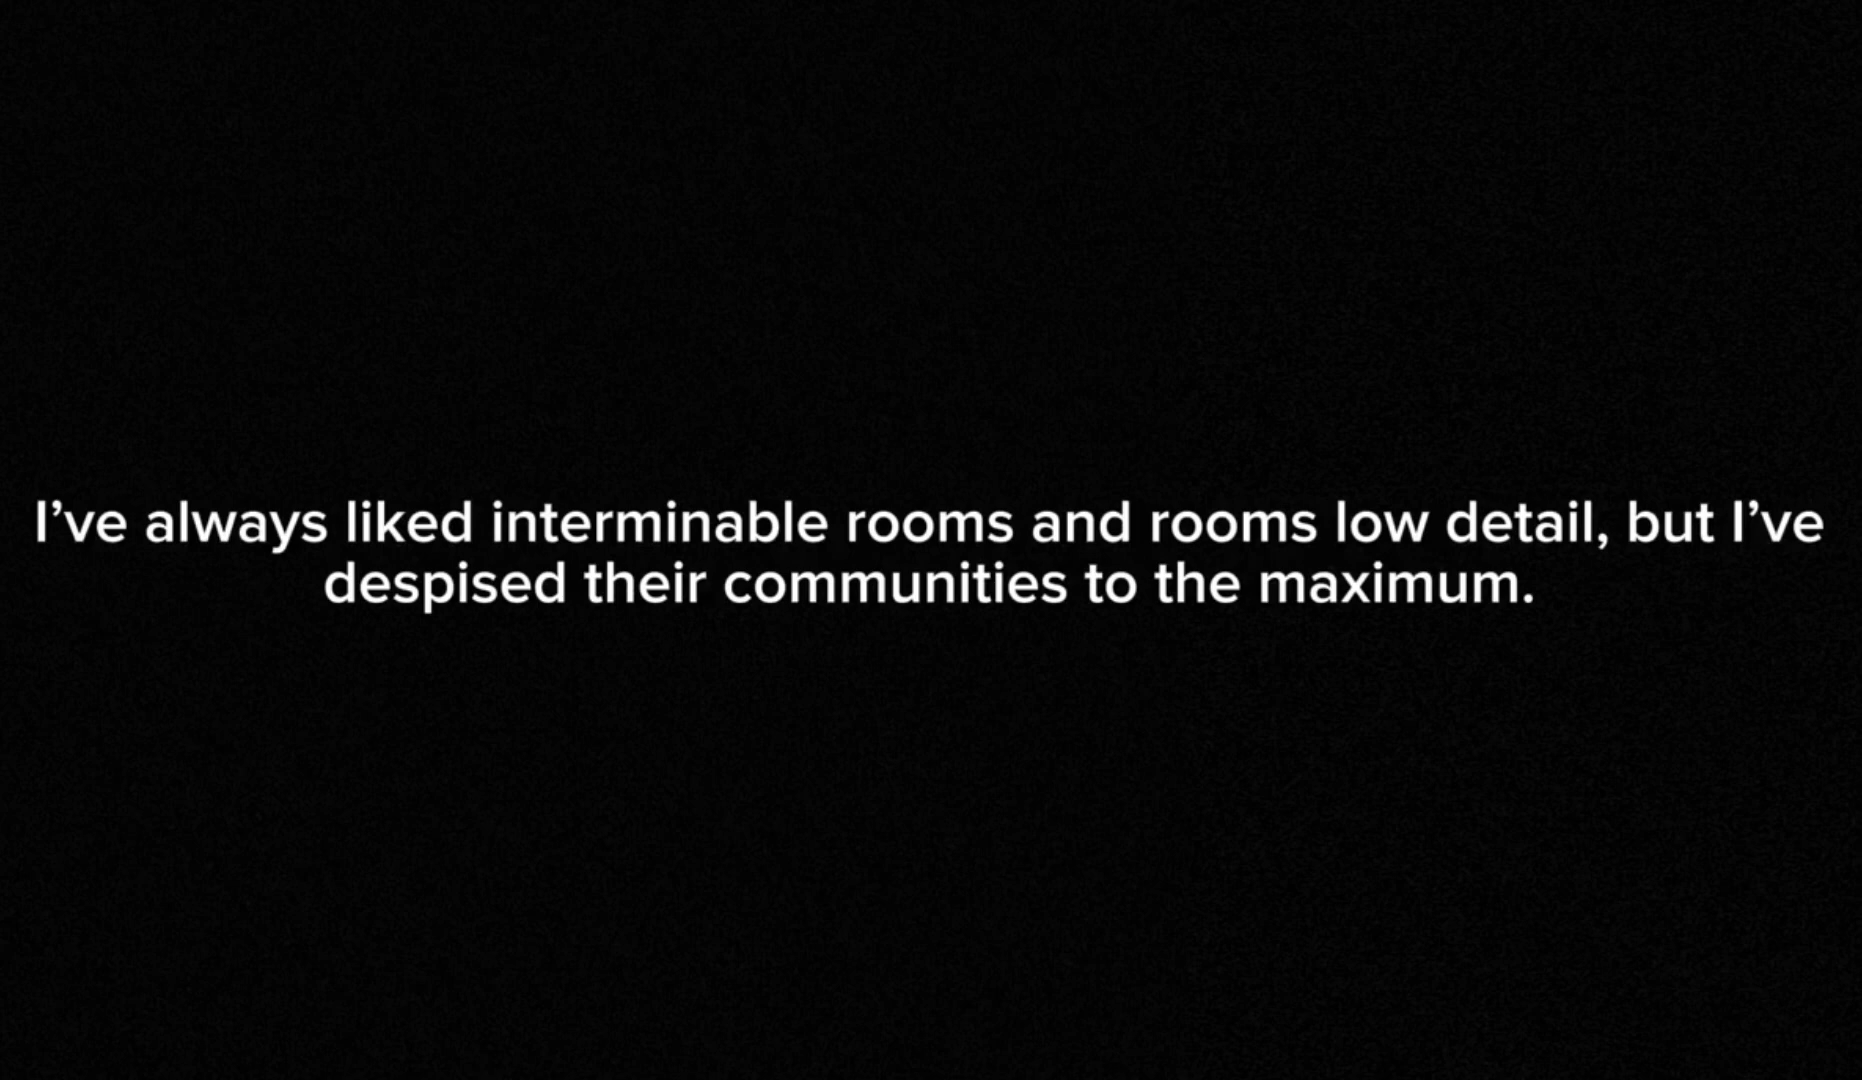 I’ve always liked interminable rooms and rooms low detail, but I’ve
despised their communities to the maximum.